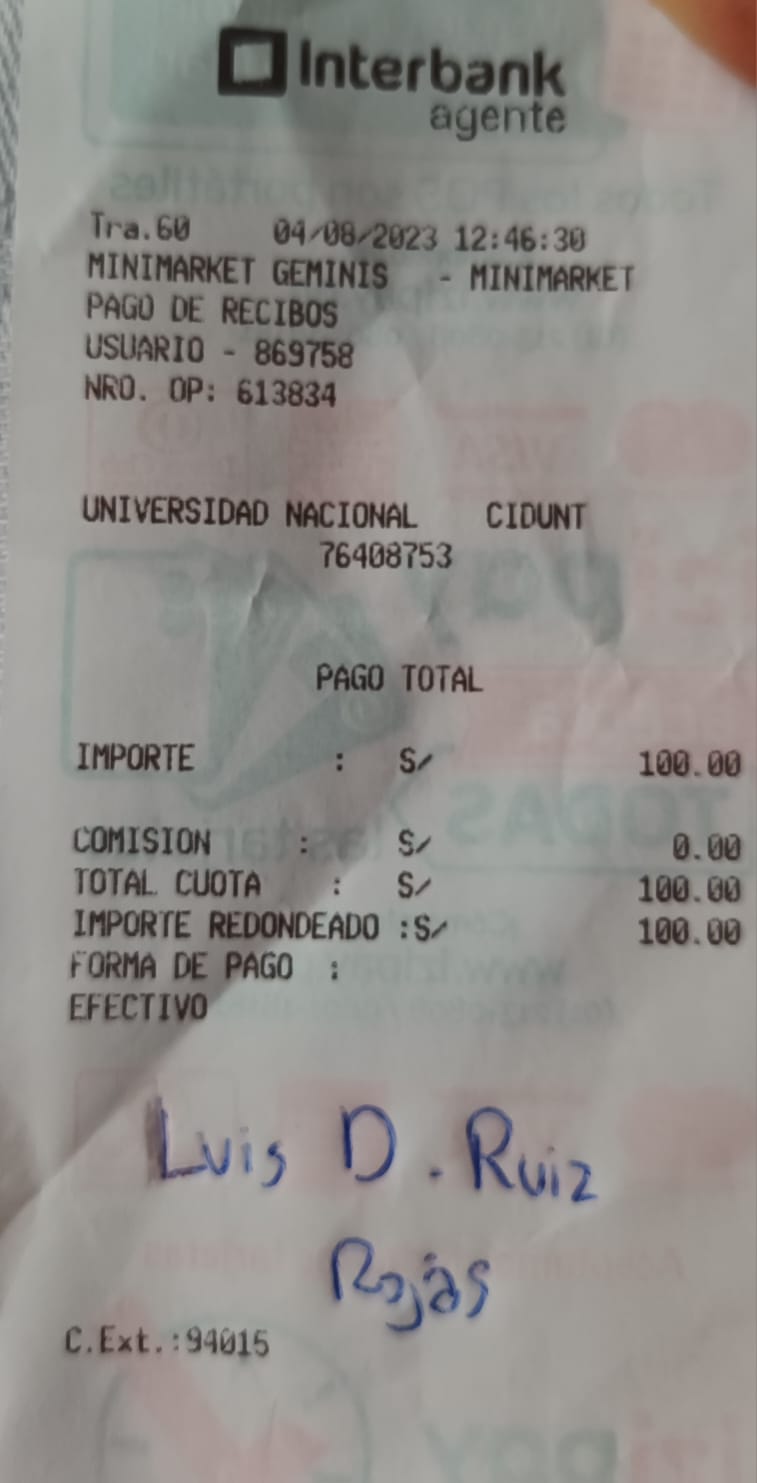 Interbank
agente
Tra.60 04/08/2023 12:46:30
MINIMARKET GEMINIS - MINIMARKET
PAGO DE RECIBOS
USUARIO - 869758
NRO. OP: 613834
UNIVERSIDAD NACIONAL CIDUNT
76408753
PAGO TOTAL
IMPORTE : S/ 100.00
COMISION : S/ 0.00
TOTAL CUOTA : S/ 100.00
IMPORTE REDONDEADO :S/ 100.00
FORMA DE PAGO :
EFECTIVO
Luis D. Ruiz
Rojas
C.Ext.:94015